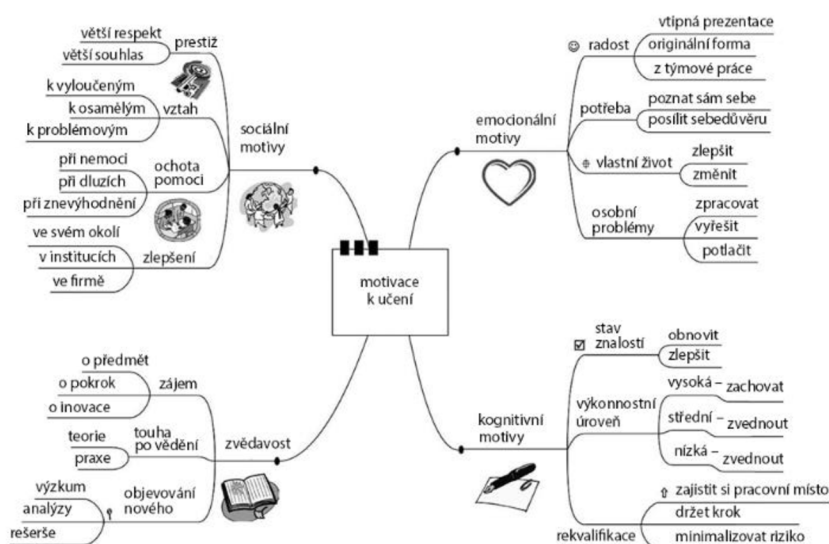 motivace
k učení
sociální
motivy
prestiž
větší respekt
větší souhlas
vztah
k vyloučeným
k osamělým
k problémovým
ochota
pomoci
při nemoci
při dluzích
při znevýhodnění
zlepšení
ve svém okolí
v institucích
ve firmě
emocionální
motivy
radost
vtipná prezentace
originální forma
z týmové práce
potřeba
poznat sám sebe
posílit sebedůvěru
vlastní život
zlepšit
změnit
osobní
problémy
zpracovat
vyřešit
potlačit
zvědavost
zájem
o předmět
o pokrok
o inovace
touha
po vědění
teorie
praxe
objevování
nového
výzkum
analýzy
rešerše
kognitivní
motivy
stav
znalostí
obnovit
zlepšit
výkonnostní
úroveň
vysoká – zachovat
střední – zvednout
nízká – zvednout
rekvalifikace
zajistit si pracovní místo
držet krok
minimalizovat riziko